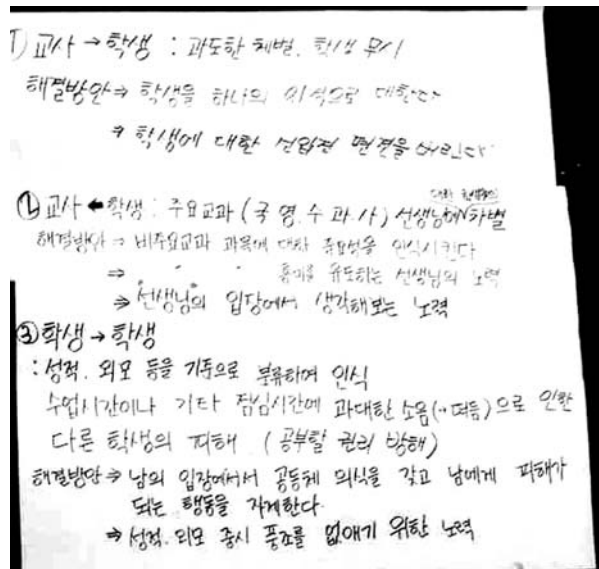 1) 교사 → 학생 : 과도한 체벌. 학생 무시
해결방안 ⇒ 학생을 하나의 인식으로 대한다
⇒ 학생에 대한 선입견 편견을 버린다
② 교사 ← 학생 : 주요교과 (국.영.수.과.사) 선생님에 대한 학생들의 차별
해결방안 ⇒ 비주요교과 과목에 대한 중요성을 인식시킨다
⇒ " " 흥미를 유도하는 선생님의 노력
⇒ "선생님"의 입장에서 생각해보는 노력
③ 학생 → 학생
: 성적. 외모 등을 기준으로 분류하여 인식
수업시간이나 기타 점심시간에 과대한 소음(→떠듬)으로 인한
다른 학생의 피해 (공부할 권리 방해)
해결방안 ⇒ 남의 입장에서서 공동체 의식을 갖고 남에게 피해가
되는 행동을 자제한다.
⇒ 성적. 외모 중시 풍조를 없애기 위한 노력